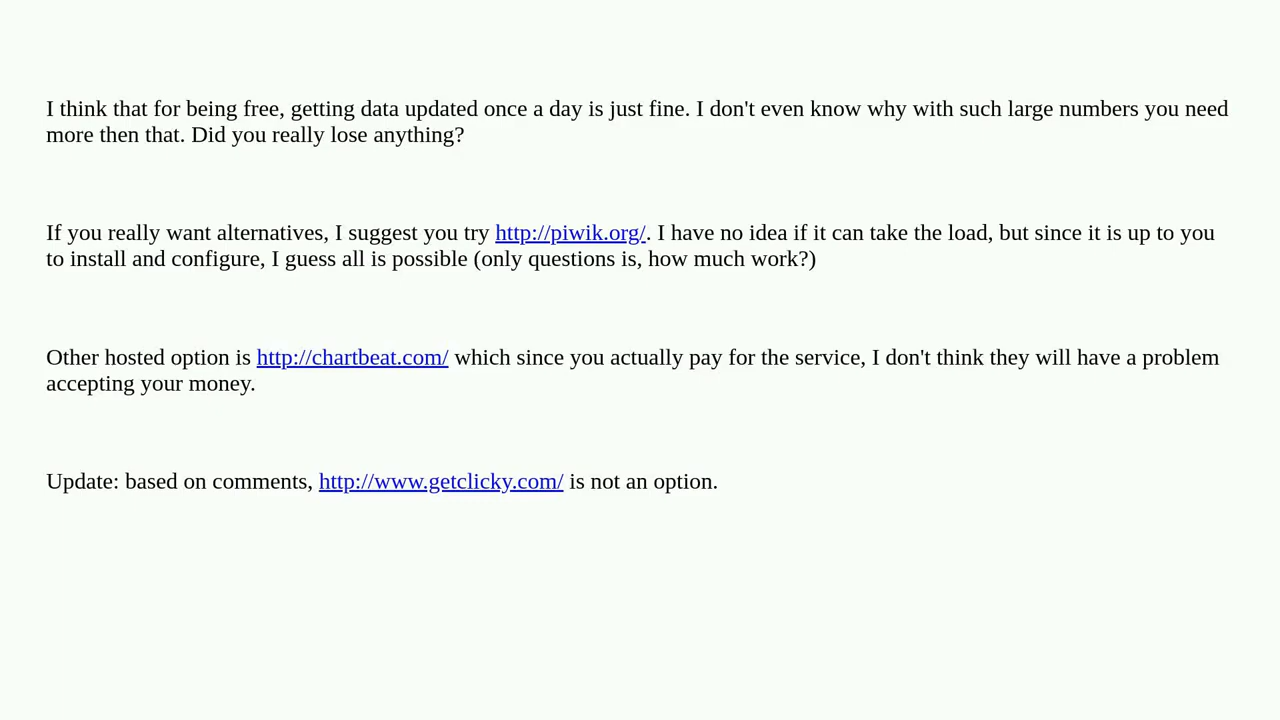 I think that for being free, getting data updated once a day is just fine. I don't even know why with such large numbers you need
more then that. Did you really lose anything?
If you really want alternatives, I suggest you try http://piwik.org/. I have no idea if it can take the load, but since it is up to you
to install and configure, I guess all is possible (only questions is, how much work?)
Other hosted option is http://chartbeat.com/ which since you actually pay for the service, I don't think they will have a problem
accepting your money.
Update: based on comments, http://www.getclicky.com/ is not an option.